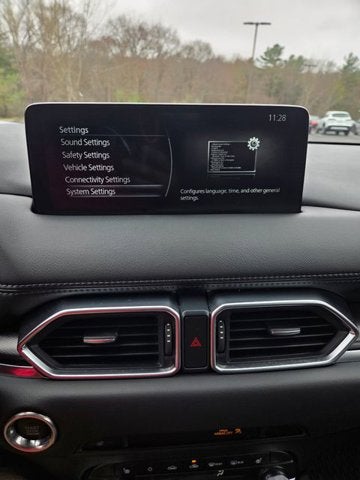 Settings
11:28
Sound Settings
Safety Settings
Vehicle Settings
Connectivity Settings
System Settings
Configures language, time, and other general
settings.